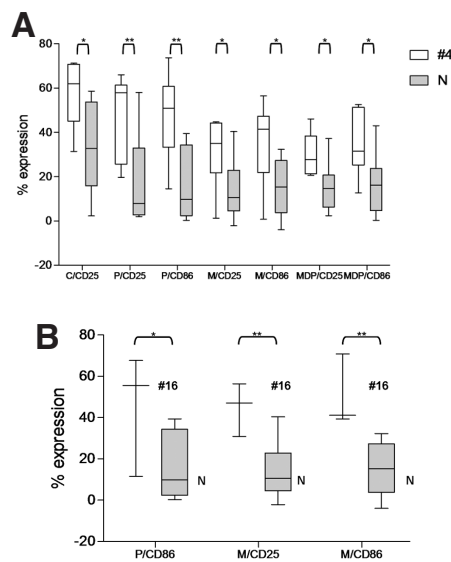 A
80
60
40
20
0
-20
% expression
* ** ** * * * *
#4
N
C/CD25 P/CD25 P/CD86 M/CD25 M/CD86 MDP/CD25 MDP/CD86
B
80
60
40
20
0
-20
% expression
* ** **
#16 #16 #16
N N N
P/CD86 M/CD25 M/CD86